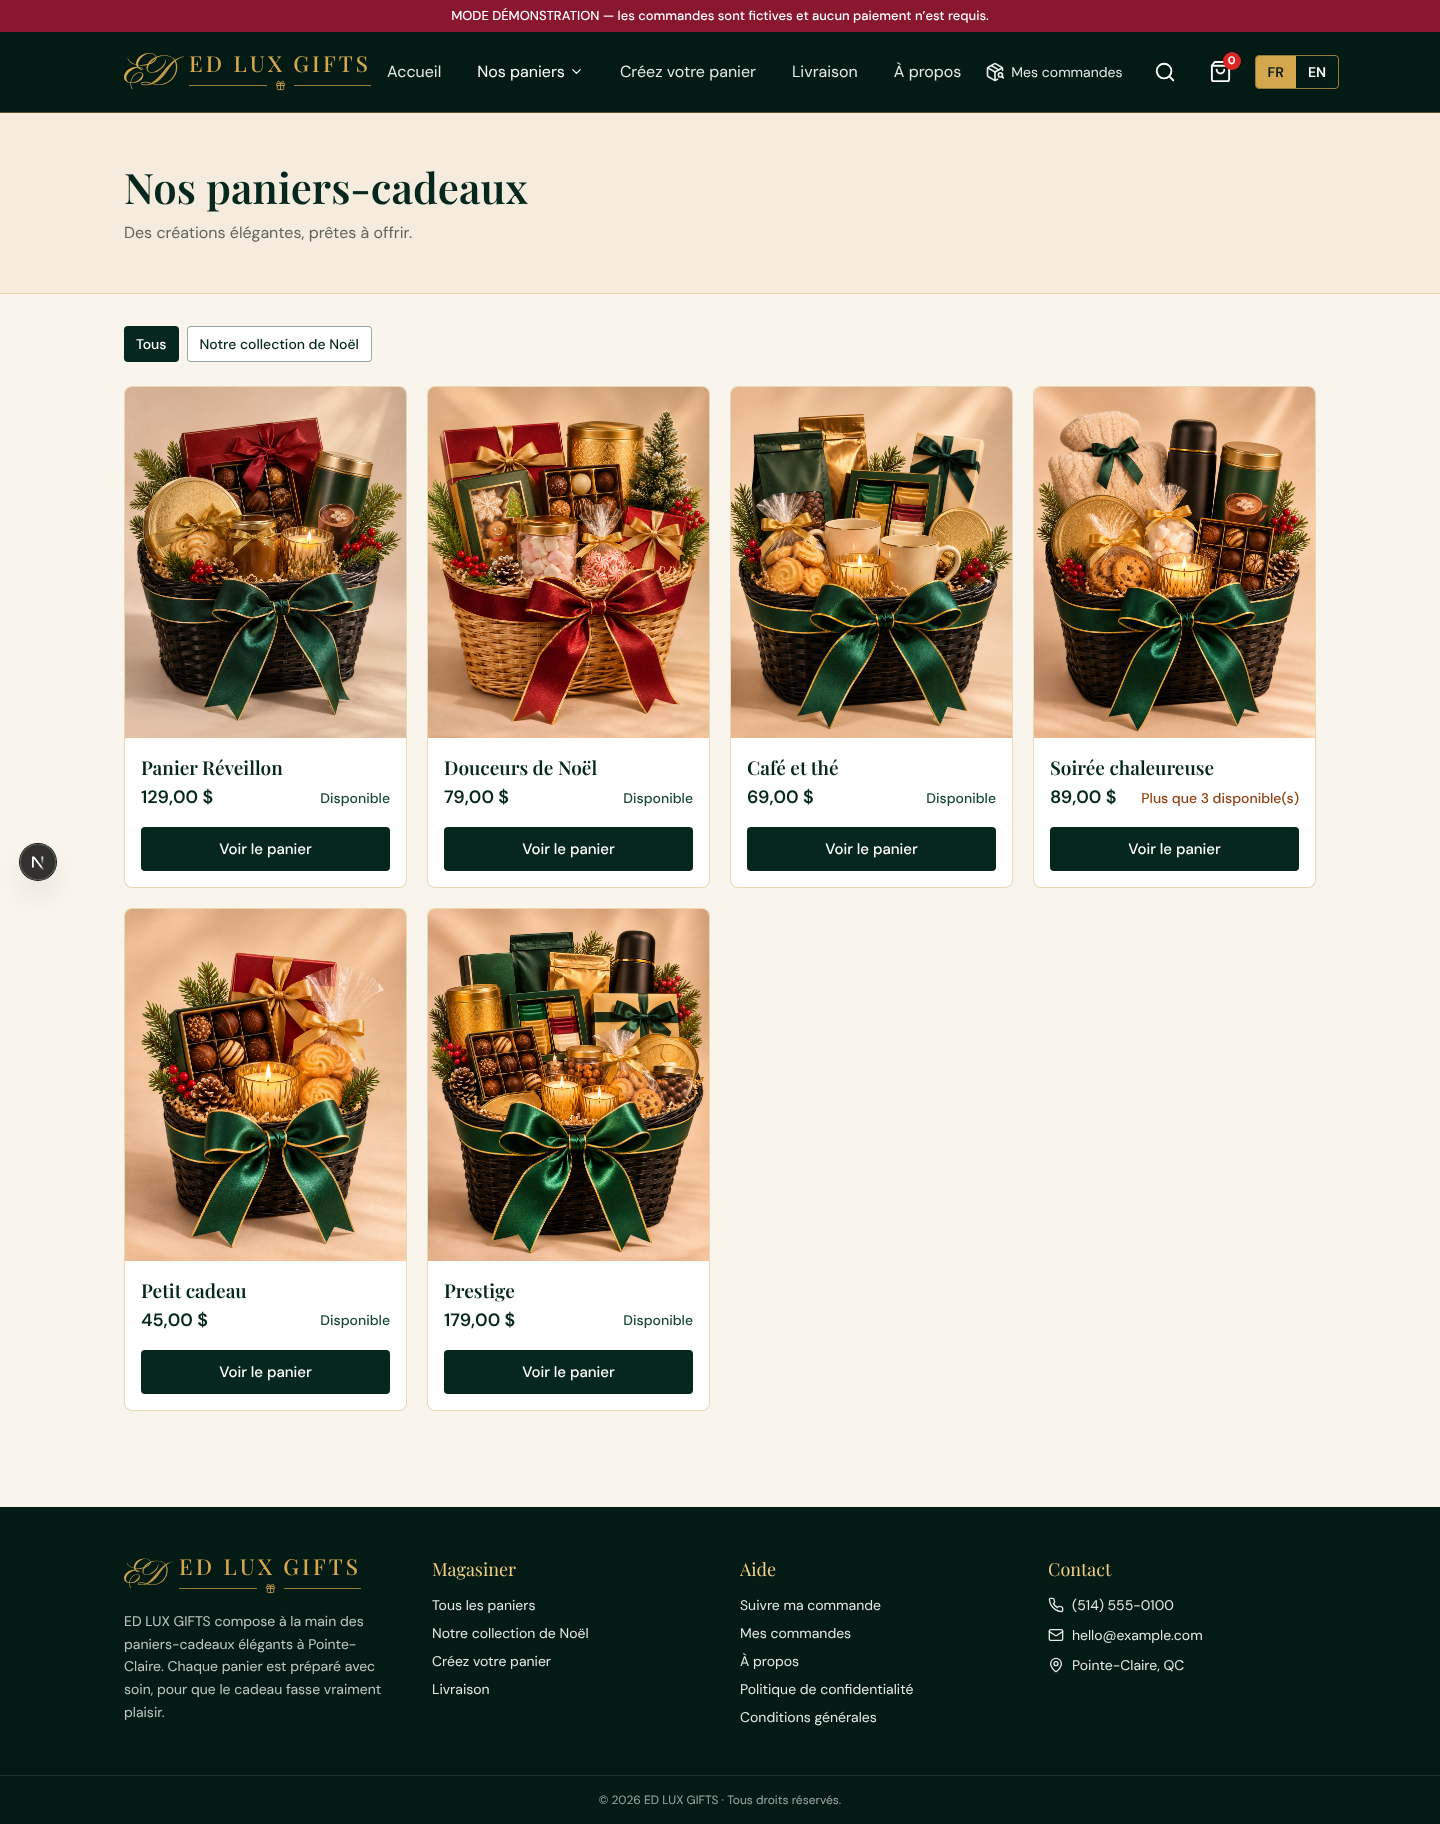 MODE DÉMONSTRATION — les commandes sont fictives et aucun paiement n’est requis.
ED LUX GIFTS
Accueil
Nos paniers
Créez votre panier
Livraison
À propos
Mes commandes
0
FR
EN
Nos paniers-cadeaux
Des créations élégantes, prêtes à offrir.
Tous
Notre collection de Noël
Panier Réveillon
129,00 $
Disponible
Voir le panier
Douceurs de Noël
79,00 $
Disponible
Voir le panier
Café et thé
69,00 $
Disponible
Voir le panier
Soirée chaleureuse
89,00 $
Plus que 3 disponible(s)
Voir le panier
N
Petit cadeau
45,00 $
Disponible
Voir le panier
Prestige
179,00 $
Disponible
Voir le panier
ED LUX GIFTS
ED LUX GIFTS compose à la main des
paniers-cadeaux élégants à Pointe-
Claire. Chaque panier est préparé avec
soin, pour que le cadeau fasse vraiment
plaisir.
Magasiner
Tous les paniers
Notre collection de Noël
Créez votre panier
Livraison
Aide
Suivre ma commande
Mes commandes
À propos
Politique de confidentialité
Conditions générales
Contact
(514) 555-0100
hello@example.com
Pointe-Claire, QC
© 2026 ED LUX GIFTS · Tous droits réservés.